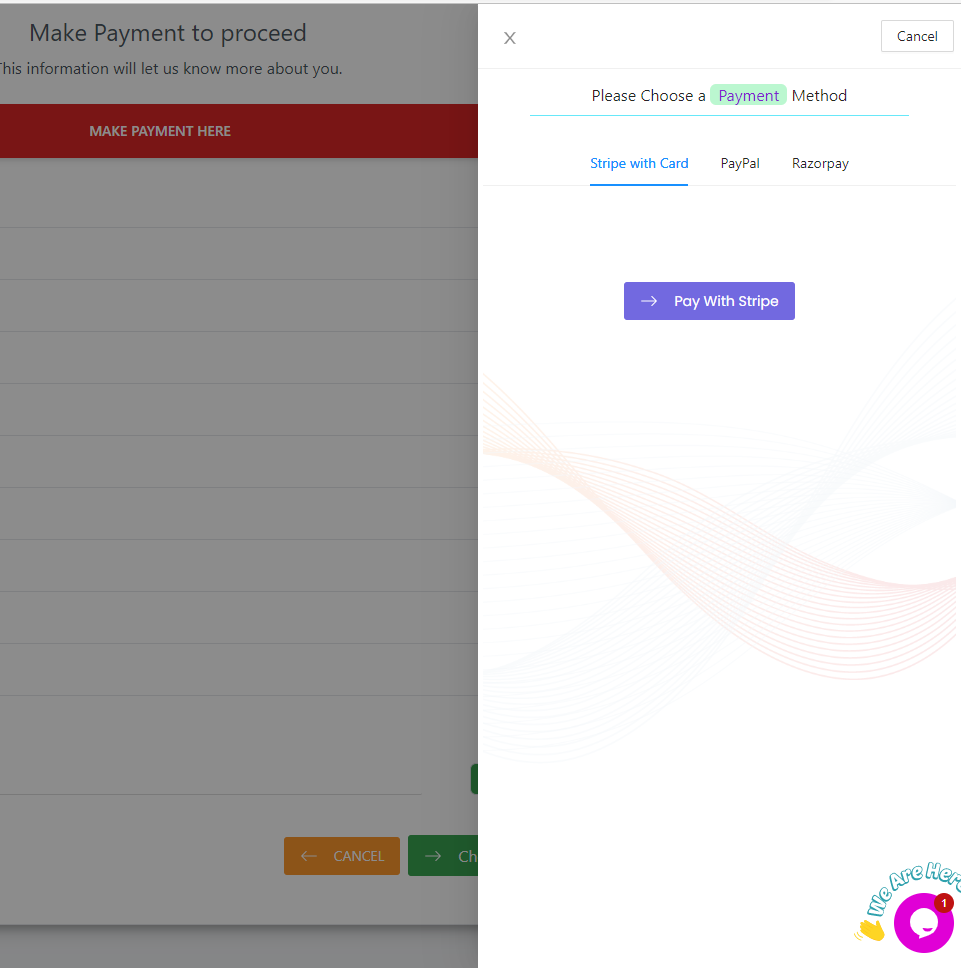 Make Payment to proceed
This information will let us know more about you.
MAKE PAYMENT HERE
CANCEL
Ch
X
Cancel
Please Choose a Payment Method
Stripe with Card
PayPal
Razorpay
Pay With Stripe
We Are Here
1